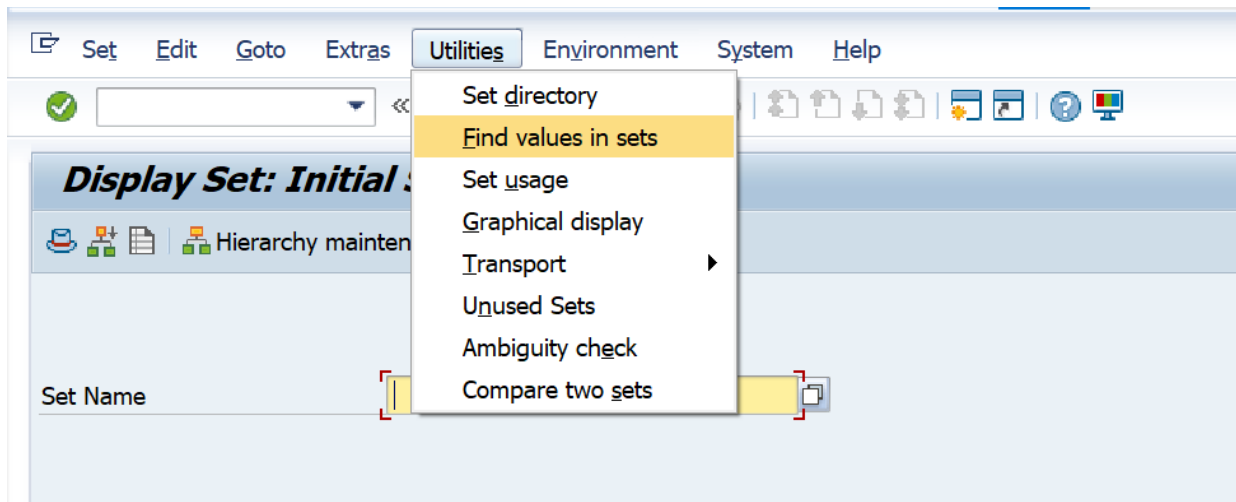 Set Edit Goto Extras Utilities Environment System Help
Set directory
Find values in sets
Display Set: Initial
Set usage
Graphical display
Hierarchy mainten
Transport
Unused Sets
Ambiguity check
Set Name
Compare two sets